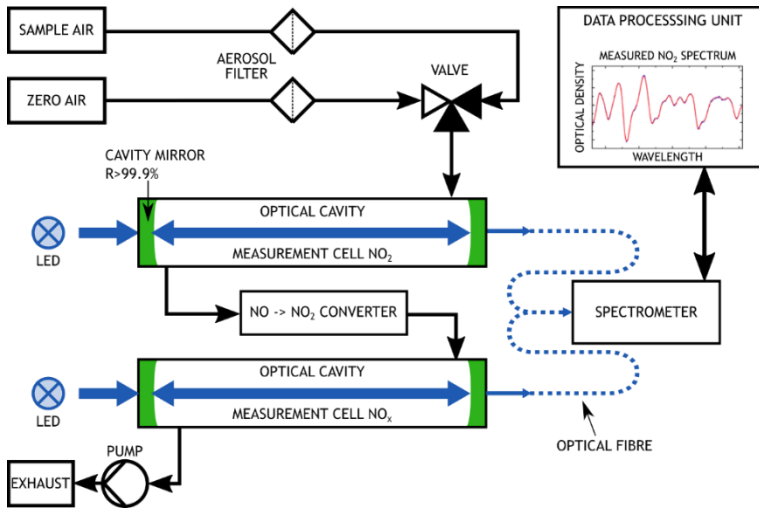 SAMPLE AIR
AEROSOL
FILTER
ZERO AIR
VALVE
DATA PROCESSSING UNIT
MEASURED NO₂ SPECTRUM
OPTICAL DENSITY
WAVELENGTH
CAVITY MIRROR
R>99.9%
LED
OPTICAL CAVITY
MEASUREMENT CELL NO₂
NO -> NO₂ CONVERTER
SPECTROMETER
LED
OPTICAL CAVITY
MEASUREMENT CELL NOₓ
OPTICAL FIBRE
PUMP
EXHAUST